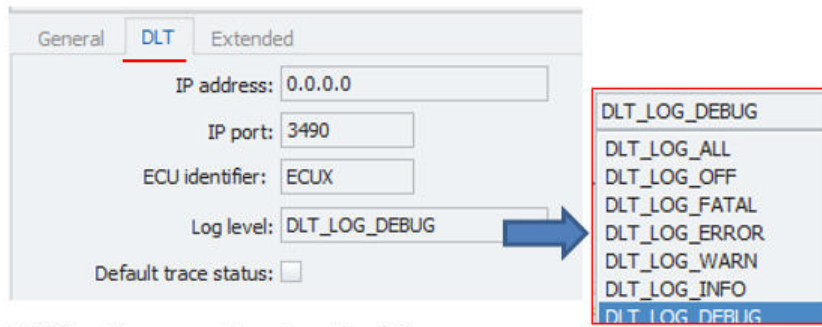 General DLT Extended
IP address: 0.0.0.0
IP port: 3490
ECU identifier: ECUX
Log level: DLT_LOG_DEBUG
Default trace status:
DLT_LOG_DEBUG
DLT_LOG_ALL
DLT_LOG_OFF
DLT_LOG_FATAL
DLT_LOG_ERROR
DLT_LOG_WARN
DLT_LOG_INFO
DLT_LOG_DEBUG